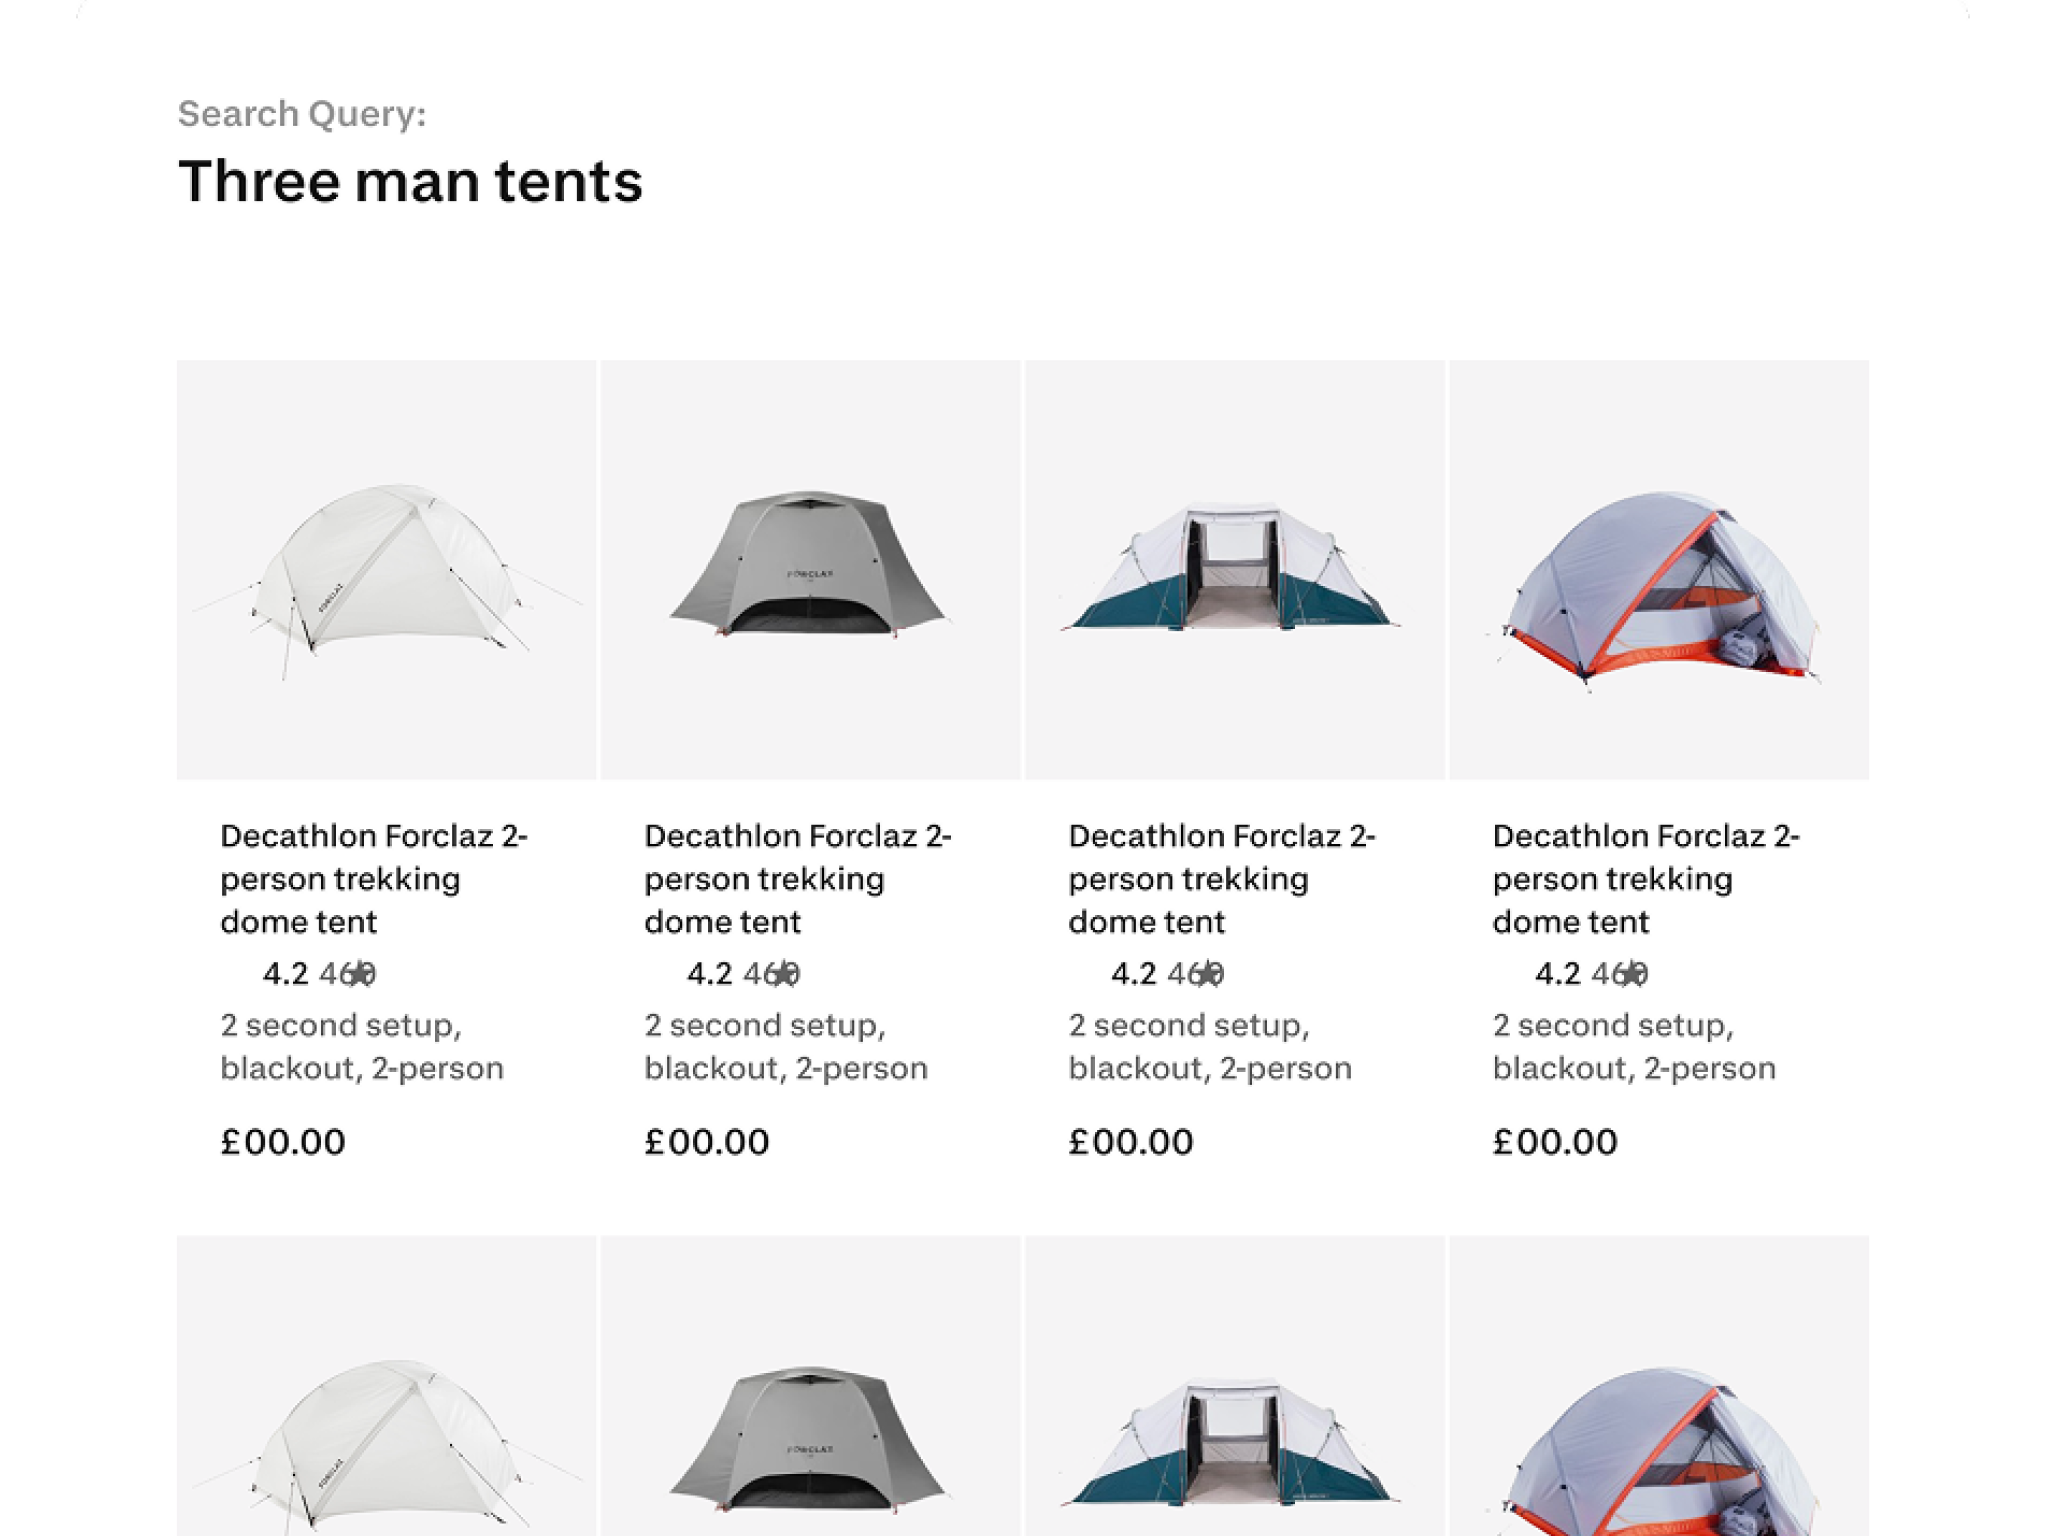 Search Query:
Three man tents
FORCLAZ
FORCLAZ
Decathlon Forclaz 2-
person trekking
dome tent
4.2
2 second setup,
blackout, 2-person
£00.00
Decathlon Forclaz 2-
person trekking
dome tent
4.2
2 second setup,
blackout, 2-person
£00.00
Decathlon Forclaz 2-
person trekking
dome tent
4.2
2 second setup,
blackout, 2-person
£00.00
Decathlon Forclaz 2-
person trekking
dome tent
4.2
2 second setup,
blackout, 2-person
£00.00
FORCLAZ
FORCLAZ